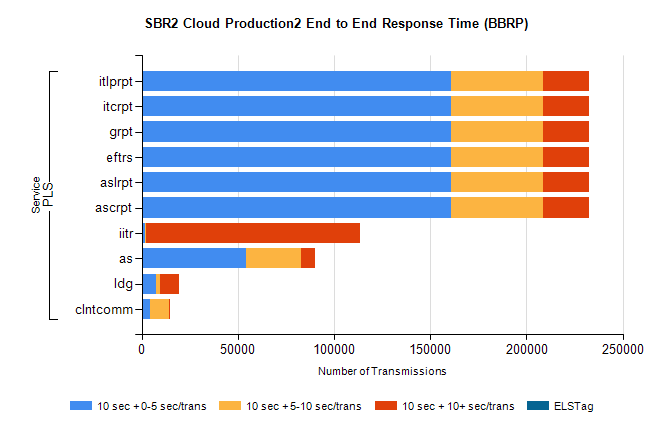 SBR2 Cloud Production2 End to End Response Time (BBRP)
itlprpt
itcrpt
grpt
eftrs
aslrpt
ascrpt
iitr
as
ldg
clntcomm
Service
PLS
0
50000
100000
150000
200000
250000
Number of Transmissions
10 sec +0-5 sec/trans
10 sec +5-10 sec/trans
10 sec + 10+ sec/trans
ELSTag